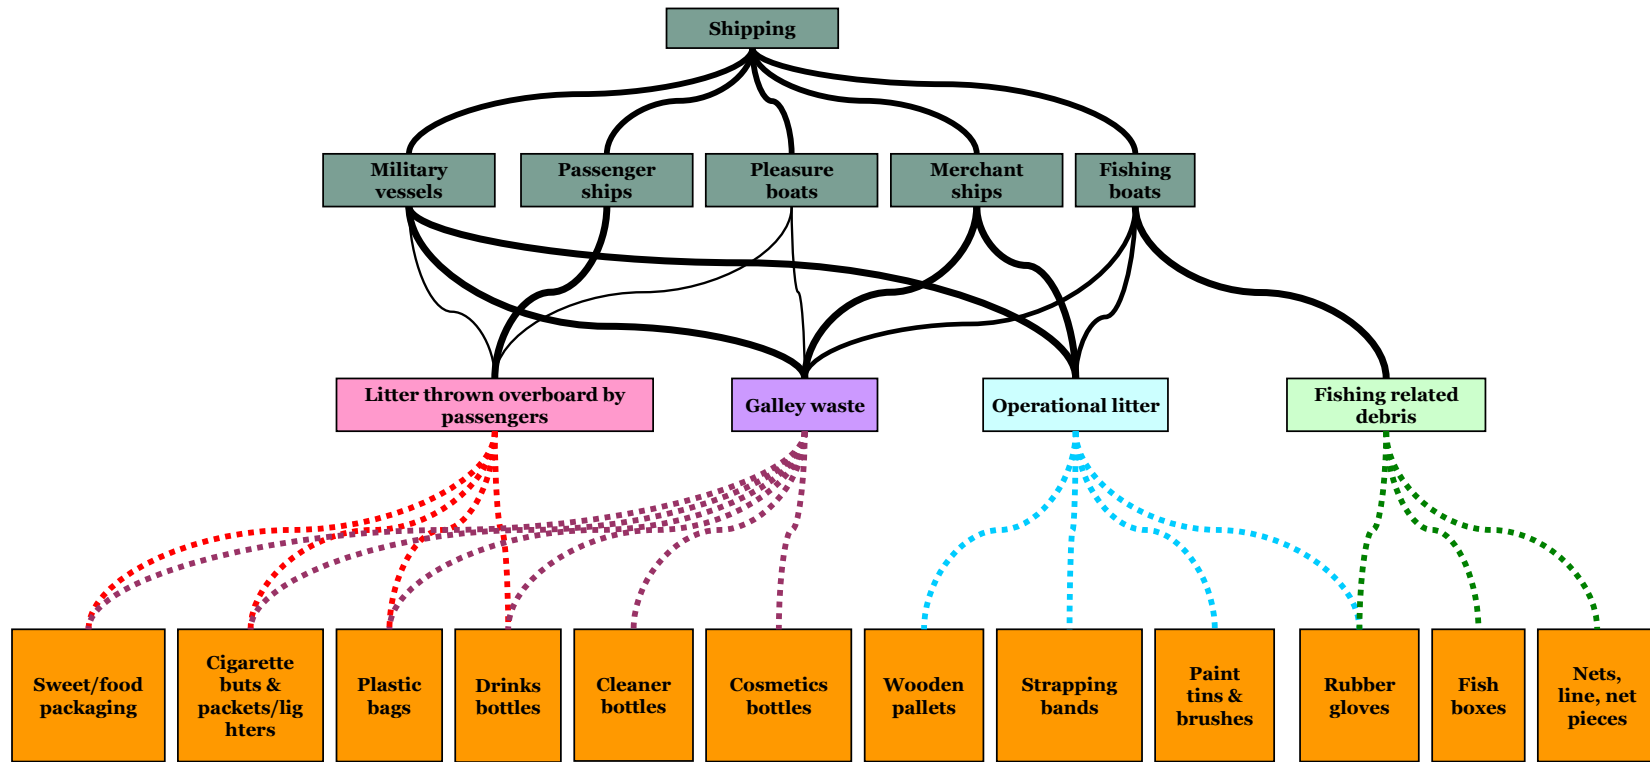 Shipping
Military
vessels
Passenger
ships
Pleasure
boats
Merchant
ships
Fishing
boats
Litter thrown overboard by
passengers
Galley waste
Operational litter
Fishing related
debris
Sweet/food
packaging
Cigarette
buts &
packets/lig
hters
Plastic
bags
Drinks
bottles
Cleaner
bottles
Cosmetics
bottles
Wooden
pallets
Strapping
bands
Paint
tins &
brushes
Rubber
gloves
Fish
boxes
Nets,
line, net
pieces